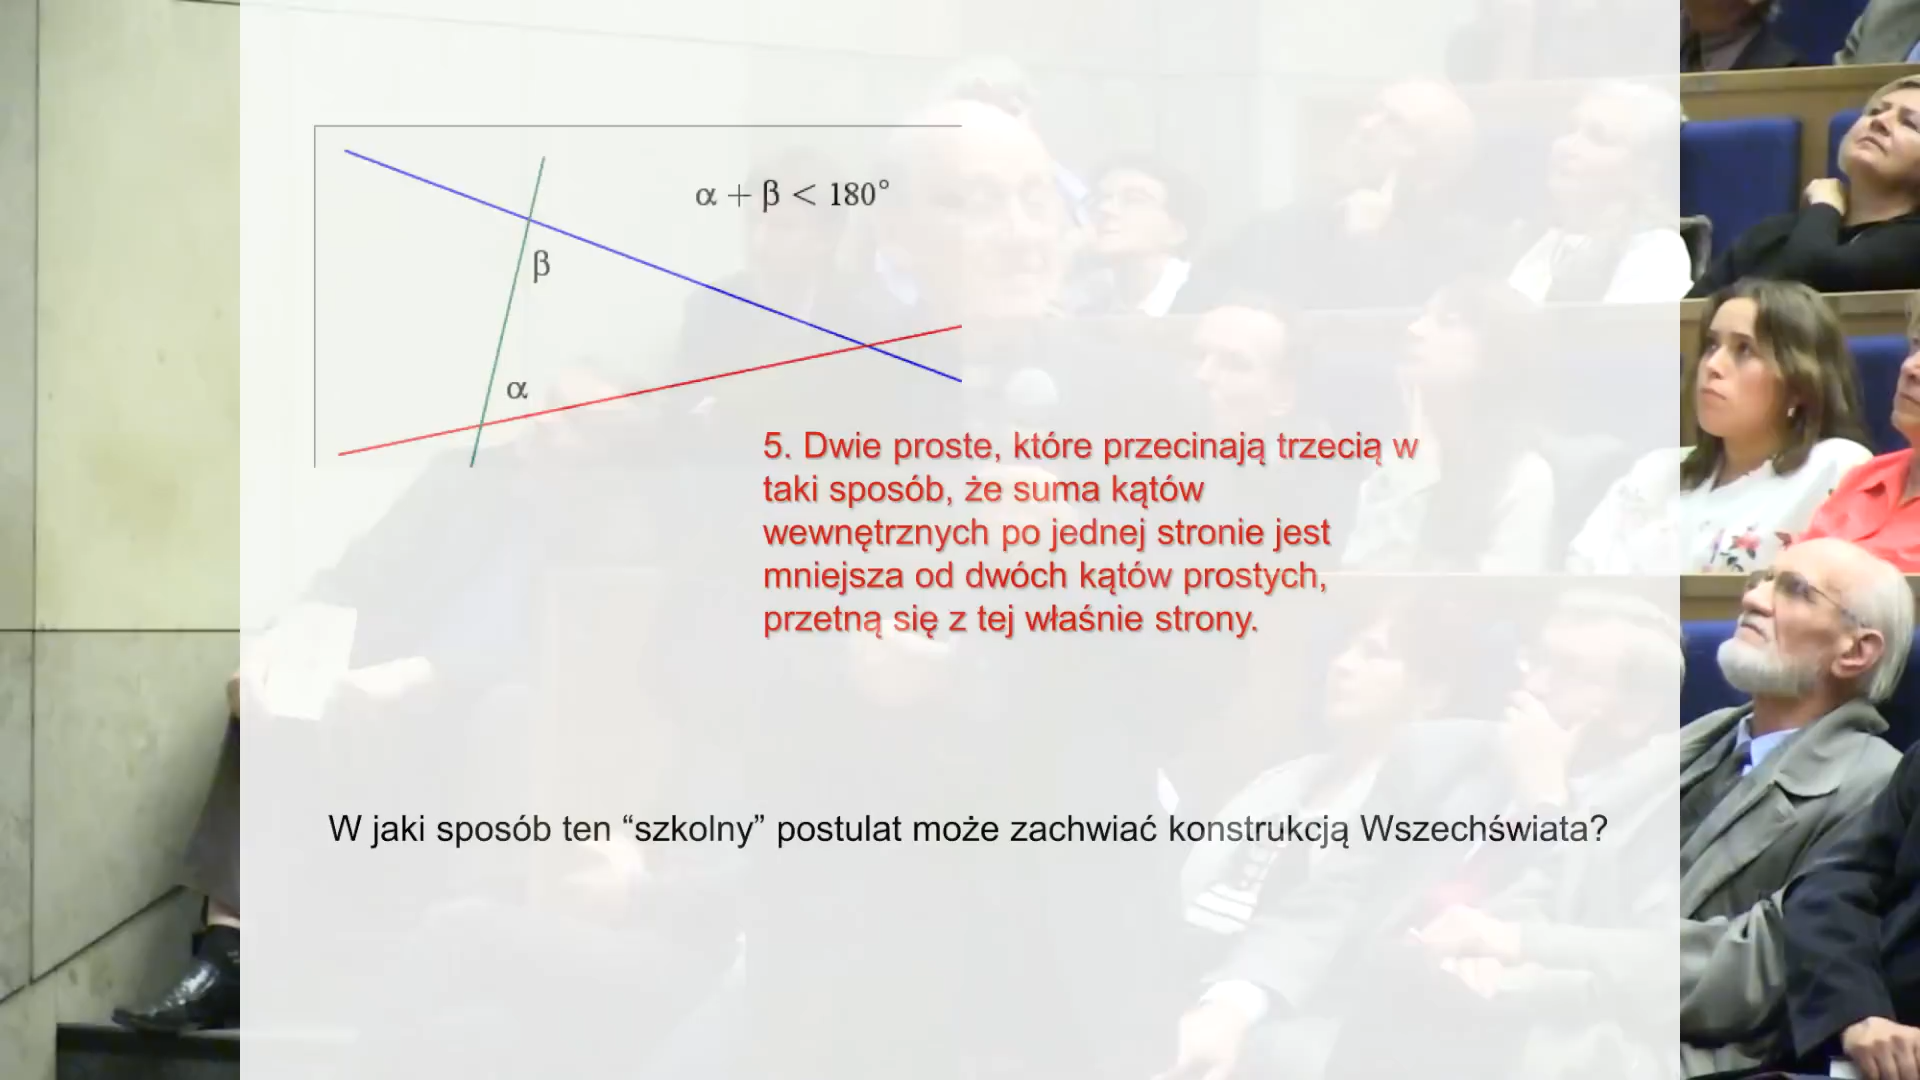 α + β < 180°
β
α
5. Dwie proste, które przecinają trzecią w
taki sposób, że suma kątów
wewnętrznych po jednej stronie jest
mniejsza od dwóch kątów prostych,
przetną się z tej właśnie strony.
W jaki sposób ten “szkolny” postulat może zachwiać konstrukcją Wszechświata?